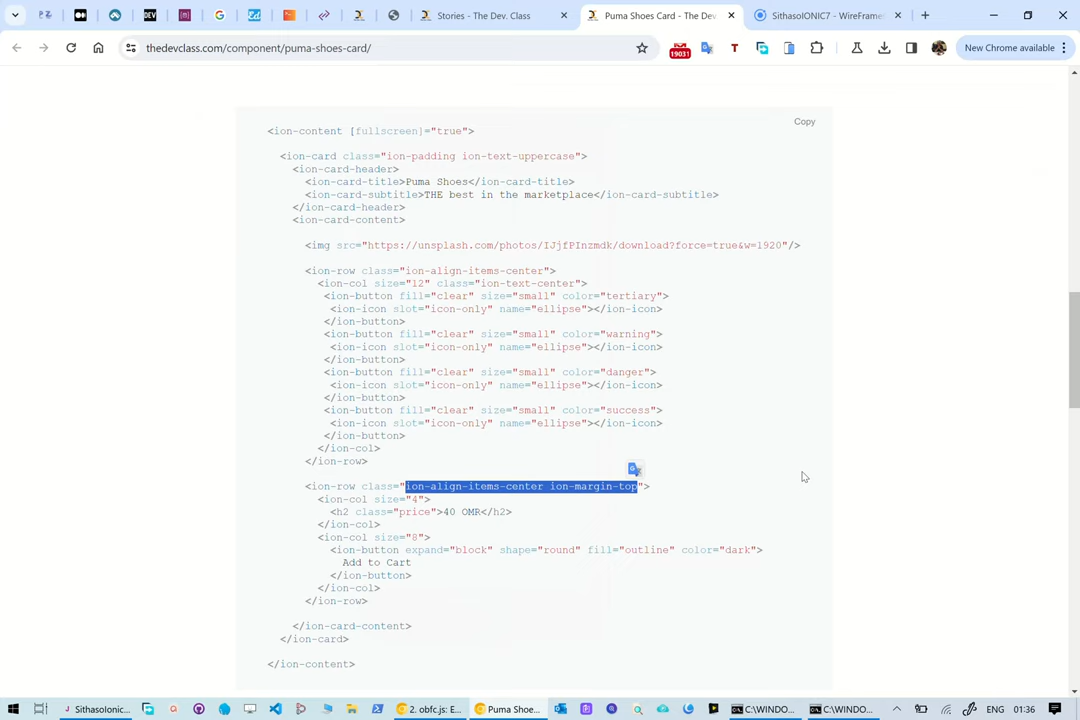 Stories - The Dev. Class
Puma Shoes Card - The Dev
SithasoIONIC7 - WireFrames
thedevclass.com/component/puma-shoes-card/
19031
T
New Chrome available
Copy
<ion-content [fullscreen]="true">
<ion-card class="ion-padding ion-text-uppercase">
<ion-card-header>
<ion-card-title>Puma Shoes</ion-card-title>
<ion-card-subtitle>THE best in the marketplace</ion-card-subtitle>
</ion-card-header>
<ion-card-content>
<img src="https://unsplash.com/photos/IJjfPInzmdk/download?force=true&w=1920"/>
<ion-row class="ion-align-items-center">
<ion-col size="12" class="ion-text-center">
<ion-button fill="clear" size="small" color="tertiary">
<ion-icon slot="icon-only" name="ellipse"></ion-icon>
</ion-button>
<ion-button fill="clear" size="small" color="warning">
<ion-icon slot="icon-only" name="ellipse"></ion-icon>
</ion-button>
<ion-button fill="clear" size="small" color="danger">
<ion-icon slot="icon-only" name="ellipse"></ion-icon>
</ion-button>
<ion-button fill="clear" size="small" color="success">
<ion-icon slot="icon-only" name="ellipse"></ion-icon>
</ion-button>
</ion-col>
</ion-row>
<ion-row class="ion-align-items-center ion-margin-top">
<ion-col size="4">
<h2 class="price">40 OMR</h2>
</ion-col>
<ion-col size="8">
<ion-button expand="block" shape="round" fill="outline" color="dark">
Add to Cart
</ion-button>
</ion-col>
</ion-row>
</ion-card-content>
</ion-card>
</ion-content>
SithasoIonic...
2. obfc.js: E...
Puma Shoe...
C:\WINDO...
C:\WINDO...
ENG
01:36